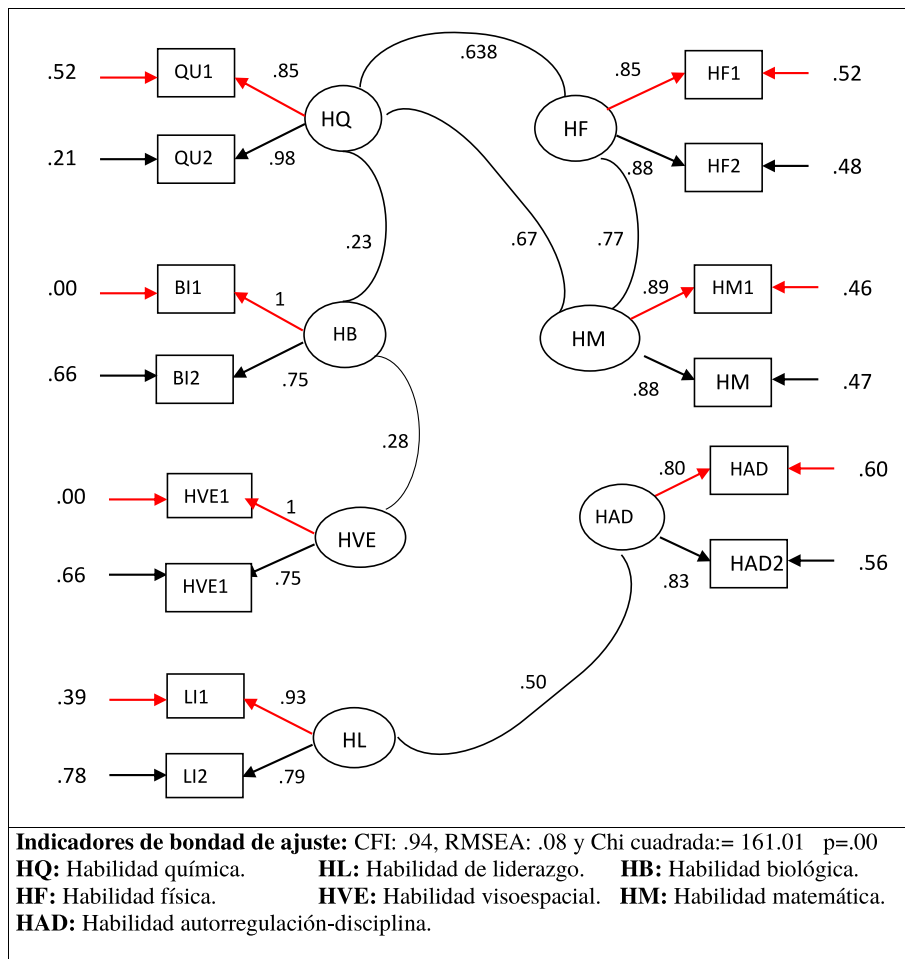 .638
.52 QU1 .85 HQ .85 HF1 .52
HF
.21 QU2 .98 .88 HF2 .48
.23 .67 .77
.00 BI1 1 .89 HM1 .46
HB HM
.66 BI2 .75 .88 HM .47
.28
.00 HVE1 1 .80 HAD .60
HVE HAD
.66 HVE1 .75 .83 HAD2 .56
.50
.39 LI1 .93
HL
.78 LI2 .79
Indicadores de bondad de ajuste: CFI: .94, RMSEA: .08 y Chi cuadrada:= 161.01 p=.00
HQ: Habilidad química. HL: Habilidad de liderazgo. HB: Habilidad biológica.
HF: Habilidad física. HVE: Habilidad visoespacial. HM: Habilidad matemática.
HAD: Habilidad autorregulación-disciplina.